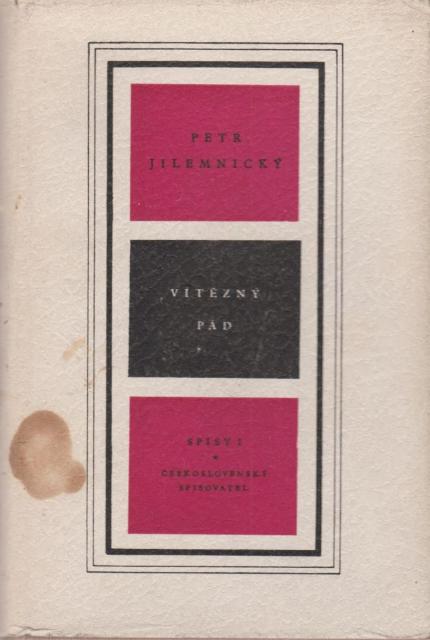 PETR
JILEMNICKÝ
VÍTĚZNÝ
PÁD
SPISY I
ČESKOSLOVENSKÝ
SPISOVATEL